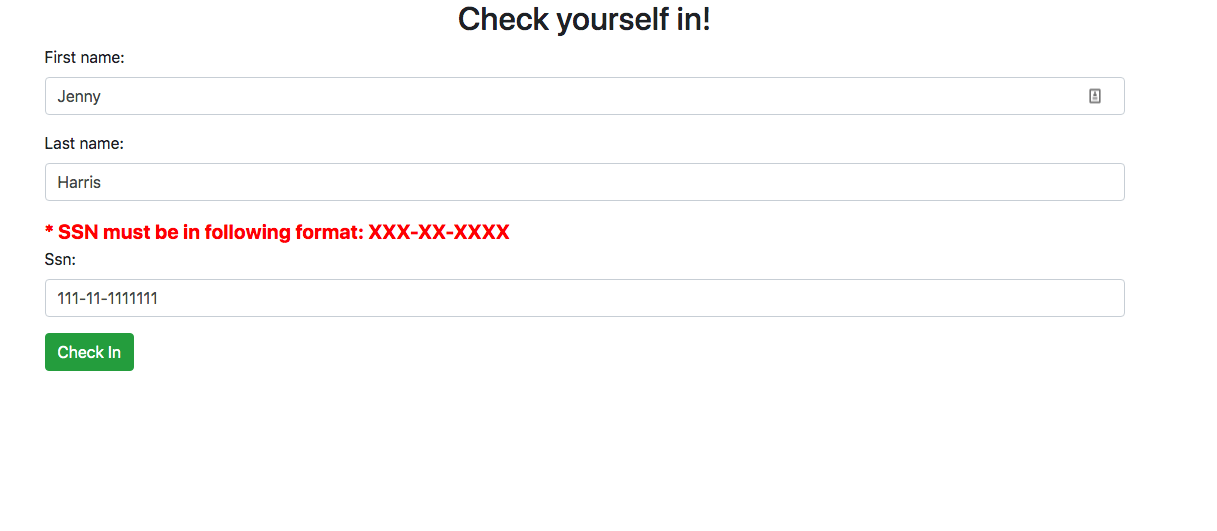 Check yourself in!
First name:
Jenny
Last name:
Harris
* SSN must be in following format: XXX-XX-XXXX
Ssn:
111-11-1111111
Check In